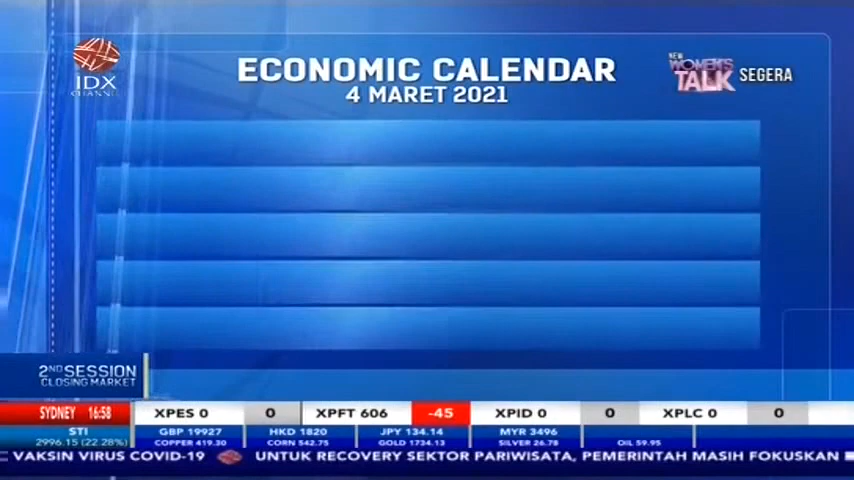 IDX
CHANNEL
ECONOMIC CALENDAR
4 MARET 2021
NEW
WOMEN'S
TALK
SEGERA
2ND SESSION
CLOSING MARKET
SYDNEY 16:58 XPES 0 0 XPFT 606 -45 XPID 0 0 XPLC 0 0
STI GBP 19927 HKD 1820 JPY 134.14 MYR 3496
2996.15 (22.28%) COPPER 419.30 CORN 542.75 GOLD 1734.13 SILVER 26.78 OIL 59.95
VAKSIN VIRUS COVID-19 UNTUK RECOVERY SEKTOR PARIWISATA, PEMERINTAH MASIH FOKUSKAN